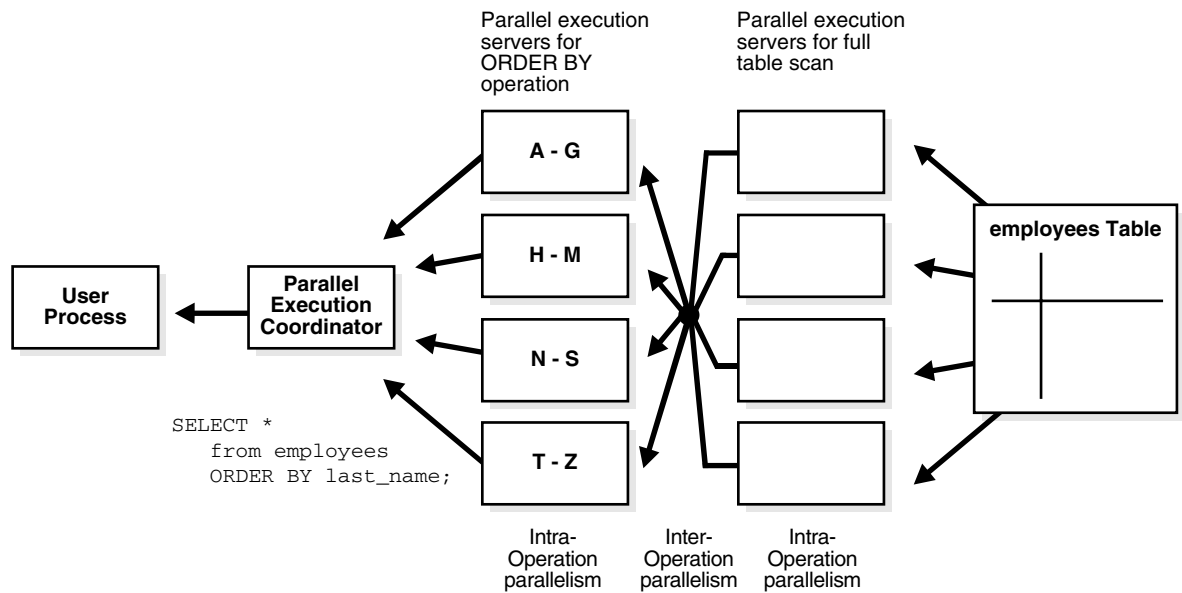 Parallel execution
servers for
ORDER BY
operation
Parallel execution
servers for full
table scan
A - G
H - M
N - S
T - Z
employees Table
User
Process
Parallel
Execution
Coordinator
SELECT *
from employees
ORDER BY last_name;
Intra-
Operation
parallelism
Inter-
Operation
parallelism
Intra-
Operation
parallelism